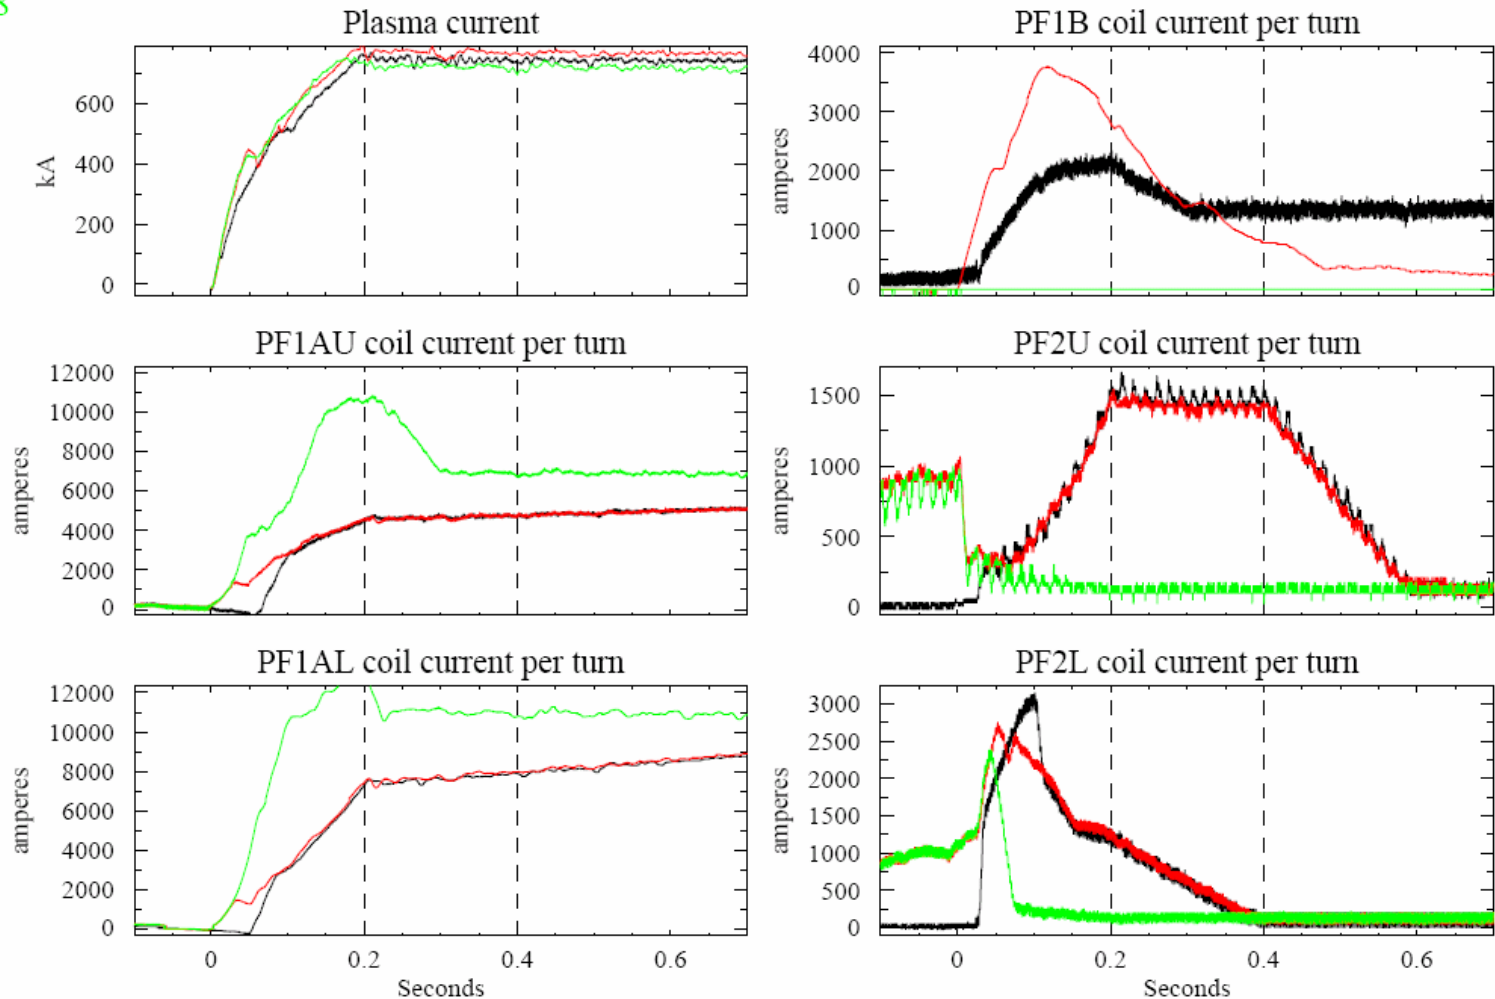 s
Plasma current
600
400
200
0
kA
PF1B coil current per turn
4000
3000
2000
1000
0
amperes
PF1AU coil current per turn
12000
10000
8000
6000
4000
2000
0
amperes
PF2U coil current per turn
1500
1000
500
0
amperes
PF1AL coil current per turn
12000
10000
8000
6000
4000
2000
0
amperes
0 0.2 0.4 0.6
Seconds
PF2L coil current per turn
3000
2500
2000
1500
1000
500
0
amperes
0 0.2 0.4 0.6
Seconds